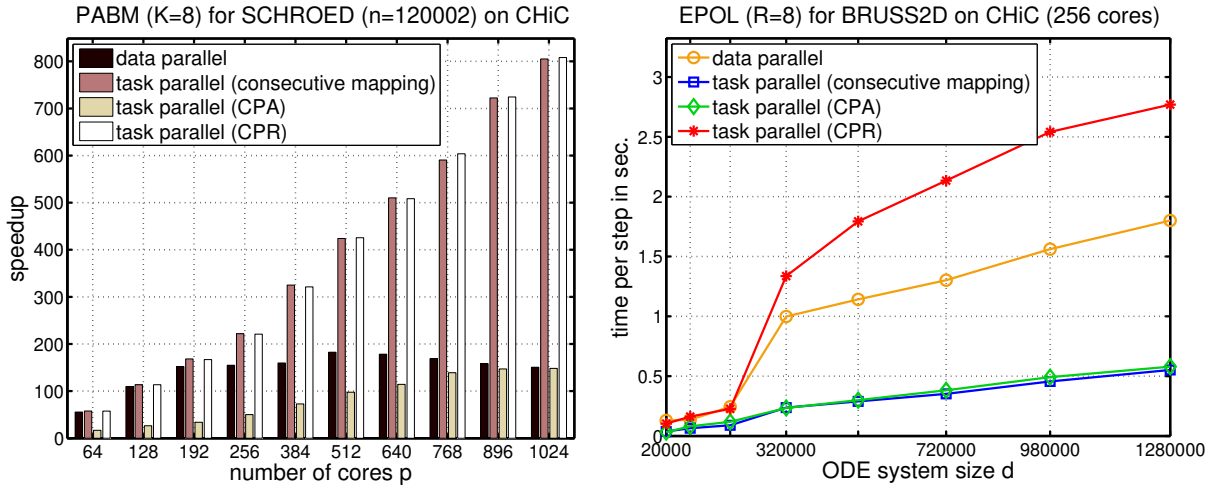 PABM (K=8) for SCHROED (n=120002) on CHiC
data parallel
task parallel (consecutive mapping)
task parallel (CPA)
task parallel (CPR)
speedup
800
700
600
500
400
300
200
100
0
64 128 192 256 384 512 640 768 896 1024
number of cores p
EPOL (R=8) for BRUSS2D on CHiC (256 cores)
data parallel
task parallel (consecutive mapping)
task parallel (CPA)
task parallel (CPR)
time per step in sec.
3
2.5
2
1.5
1
0.5
0
20000 320000 720000 980000 1280000
ODE system size d